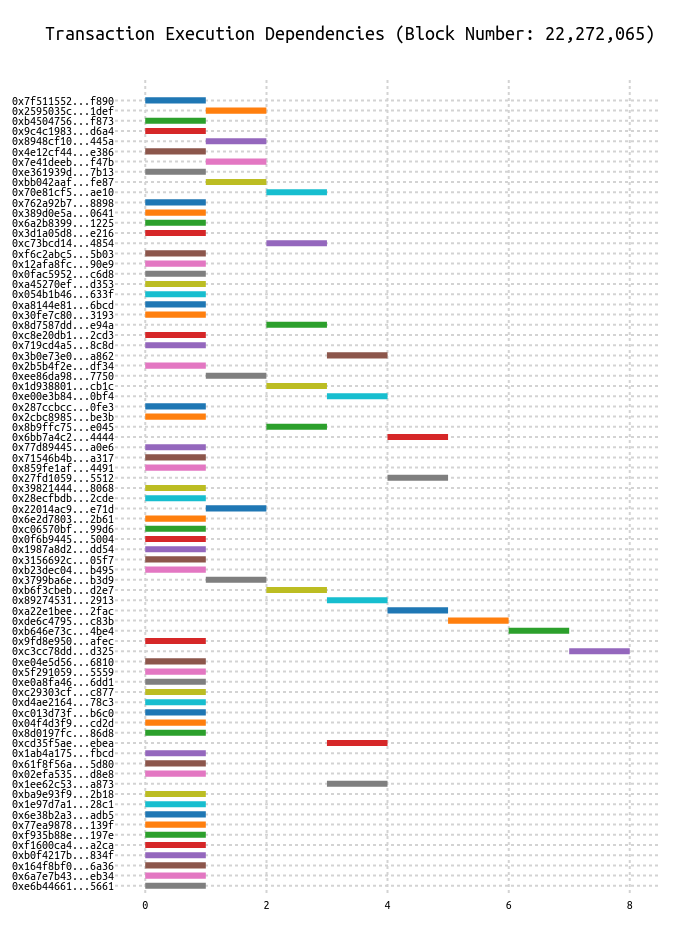 Transaction Execution Dependencies (Block Number: 22,272,065)
0x7f511552...f890
0x2595035c...1def
0xb4504756...f873
0x9c4c1983...d6a4
0x8948cf10...445a
0x4e12cf44...e386
0x7e41deeb...f47b
0xe361939d...7b13
0xbb042aaf...fe87
0x70e81cf5...ae10
0x762a92b7...8898
0x389d0e5a...0641
0x6a2b8399...1225
0x3d1a05d8...e216
0xc73bcd14...4854
0xf6c2abc5...5b03
0x12afa8fc...90e9
0x0fac5952...c6d8
0xa45270ef...d353
0x054b1b46...633f
0xa8144e81...6bcd
0x30fe7c80...3193
0x8d7587dd...e94a
0xc8e20db1...2cd3
0x719cd4a5...8c8d
0x3b0e73e0...a862
0x2b5b4f2e...df34
0xee86da98...7750
0x1d938801...cb1c
0xe00e3b84...0bf4
0x287ccbcc...0fe3
0x2cbc8985...be3b
0x8b9ffc75...e045
0x6bb7a4c2...4444
0x77d89445...a0e6
0x71546b4b...a317
0x859fe1af...4491
0x27fd1059...5512
0x39821444...8068
0x28ecfbdb...2cde
0x22014ac9...e71d
0x6e2d7803...2b61
0xc06570bf...99d6
0x0f6b9445...5004
0x1987a8d2...dd54
0x3156692c...05f7
0xb23dec04...b495
0x3799ba6e...b3d9
0xb6f3cbeb...d2e7
0x89274531...2913
0xa22e1bee...2fac
0xde6c4795...c83b
0xb646e73c...4be4
0x9fd8e950...afec
0xc3cc78dd...d325
0xe04e5d56...6810
0x5f291059...5559
0xe0a8fa46...6dd1
0xc29303cf...c877
0xd4ae2164...78c3
0xc013d73f...b6c0
0x04f4d3f9...cd2d
0x8d0197fc...86d8
0xcd35f5ae...ebea
0x1ab4a175...fbcd
0x61f8f56a...5d80
0x02efa535...d8e8
0x1ee62c53...a873
0xba9e93f9...2b18
0x1e97d7a1...28c1
0x6e38b2a3...adb5
0x77ea9878...139f
0xf935b88e...197e
0xf1600ca4...a2ca
0xb0f4217b...834f
0x164f8bf0...6a36
0x6a7e7b43...eb34
0xe6b44661...5661
0 2 4 6 8